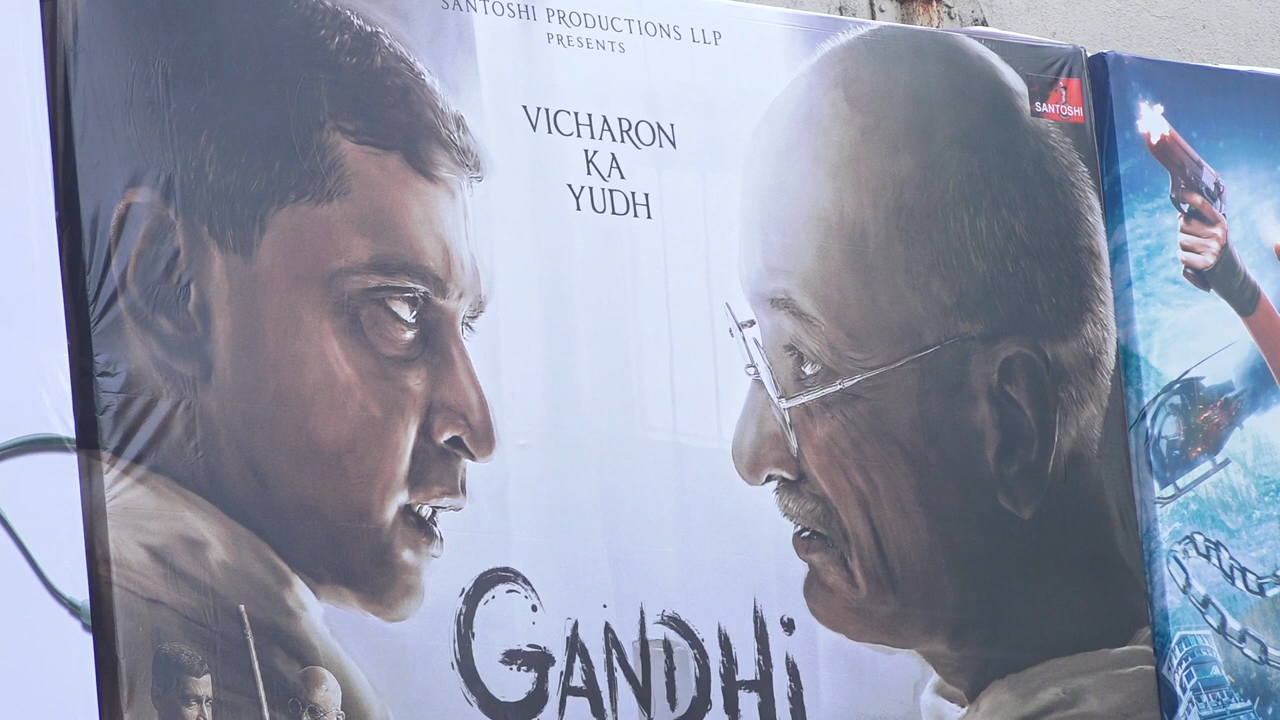 SANTOSHI PRODUCTIONS LLP
PRESENTS
VICHARON
KA
YUDH
SANTOSHI
GANDHi